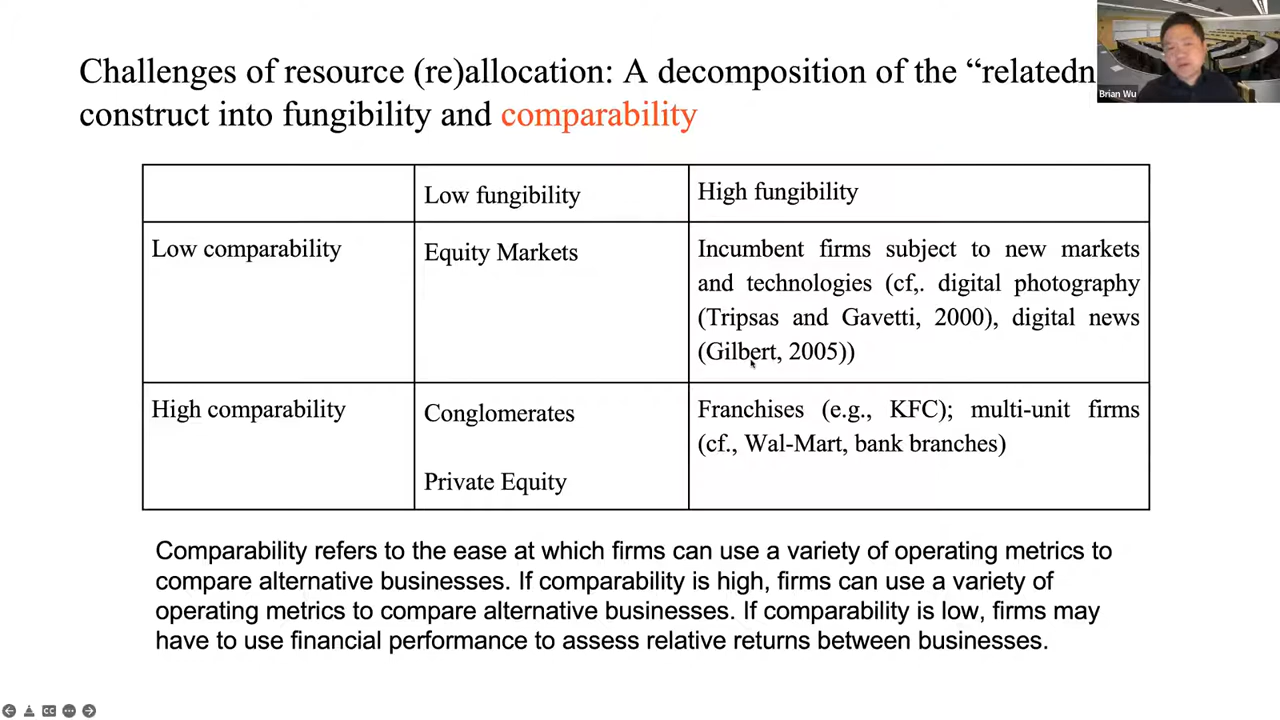 Challenges of resource (re)allocation: A decomposition of the “relatedn
construct into fungibility and comparability
Brian Wu
Low fungibility
High fungibility
Low comparability
Equity Markets
Incumbent firms subject to new markets
and technologies (cf,. digital photography
(Tripsas and Gavetti, 2000), digital news
(Gilbert, 2005))
High comparability
Conglomerates
Private Equity
Franchises (e.g., KFC); multi-unit firms
(cf., Wal-Mart, bank branches)
Comparability refers to the ease at which firms can use a variety of operating metrics to
compare alternative businesses. If comparability is high, firms can use a variety of
operating metrics to compare alternative businesses. If comparability is low, firms may
have to use financial performance to assess relative returns between businesses.
CC